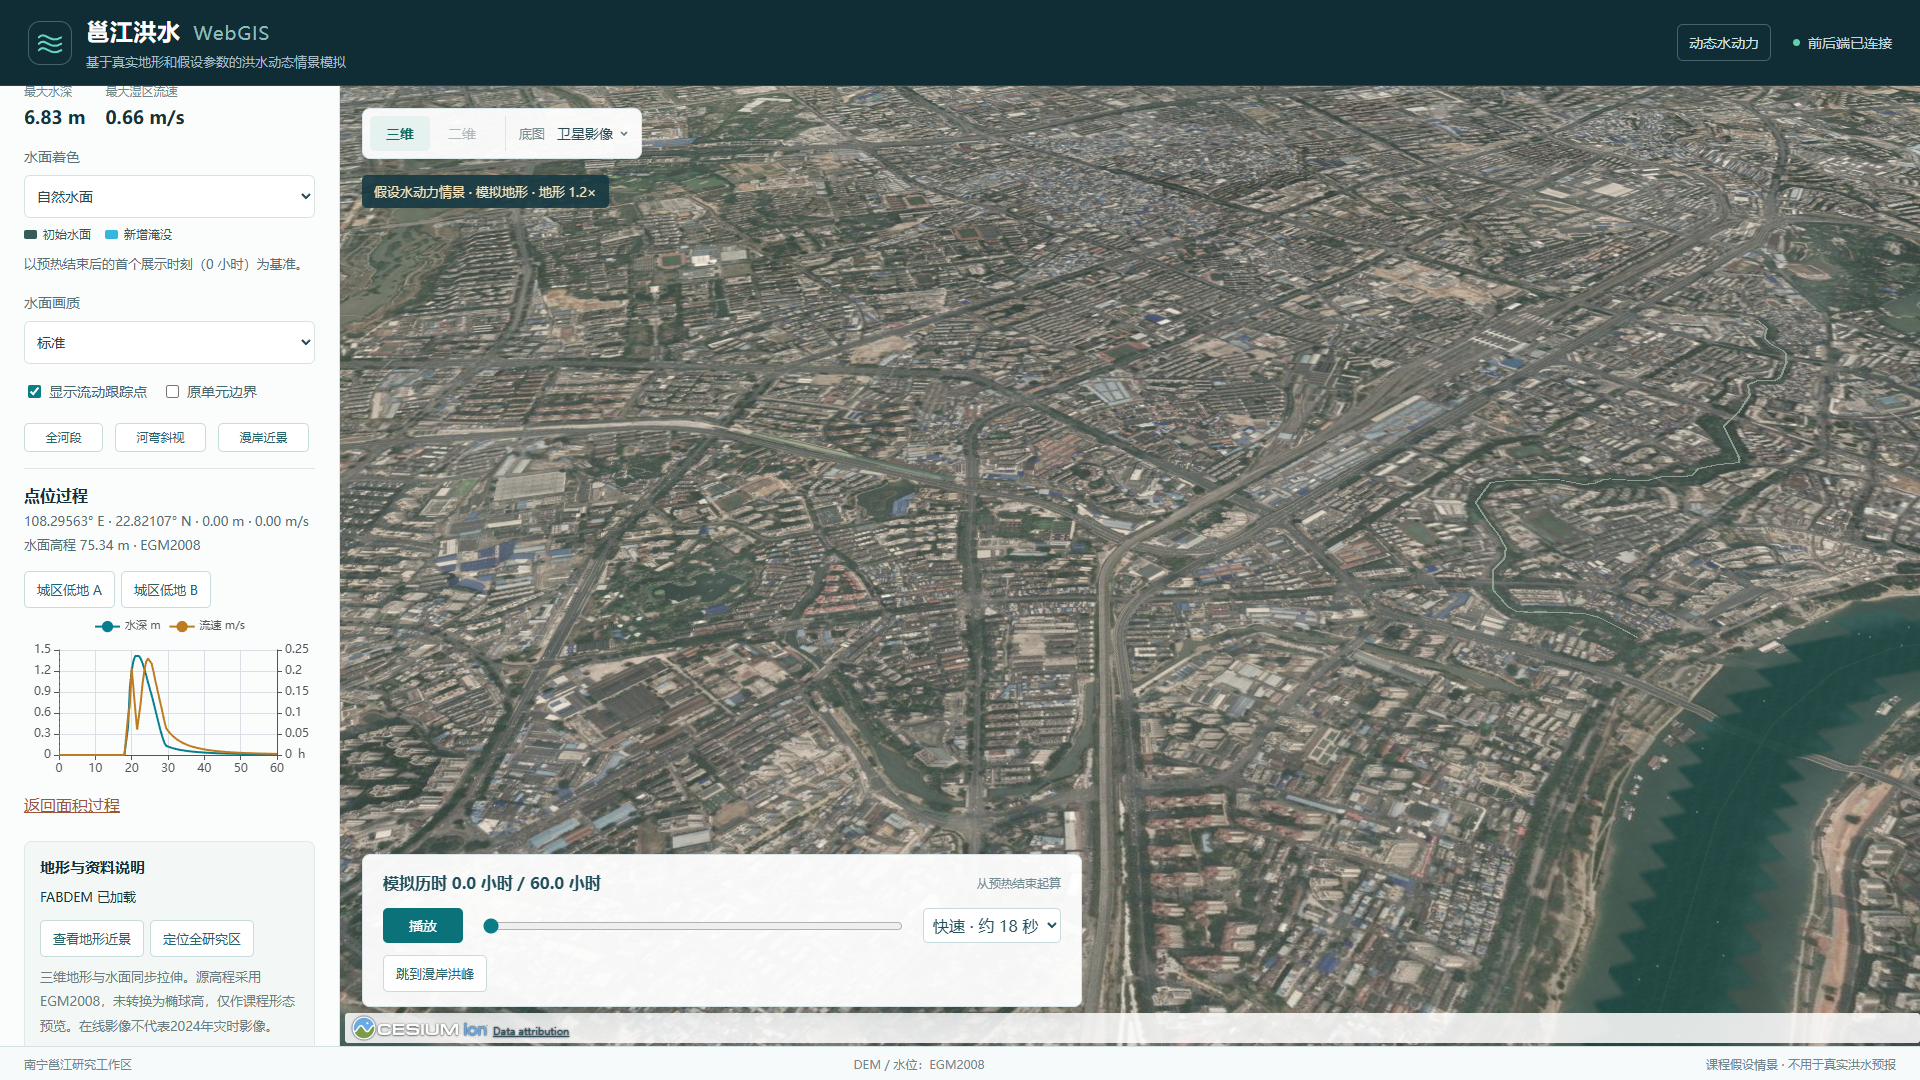 邕江洪水 WebGIS
基于真实地形和假设参数的洪水动态情景模拟
动态水动力
前后端已连接
最大水深 最大湿区流速
6.83 m 0.66 m/s
水面着色
自然水面
初始水面 新增淹没
以预热结束后的首个展示时刻（0 小时）为基准。
水面画质
标准
显示流动跟踪点 原单元边界
全河段 河弯斜视 漫岸近景
点位过程
108.29563° E · 22.82107° N · 0.00 m · 0.00 m/s
水面高程 75.34 m · EGM2008
城区低地 A 城区低地 B
水深 m 流速 m/s
1.5 0.25
1.2 0.2
0.9 0.15
0.6 0.1
0.3 0.05
0 0 h
0 10 20 30 40 50 60
返回面积过程
地形与资料说明
FABDEM 已加载
查看地形近景 定位全研究区
三维地形与水面同步拉伸。源高程采用
EGM2008，未转换为椭球高，仅作课程形态
预览。在线影像不代表2024年灾时影像。
三维 二维 底图 卫星影像
假设水动力情景 · 模拟地形 · 地形 1.2×
模拟历时 0.0 小时 / 60.0 小时
从预热结束起算
播放
快速 · 约 18 秒
跳到漫岸洪峰
CESIUM ion Data attribution
南宁邕江研究工作区
DEM / 水位：EGM2008
课程假设情景 · 不用于真实洪水预报